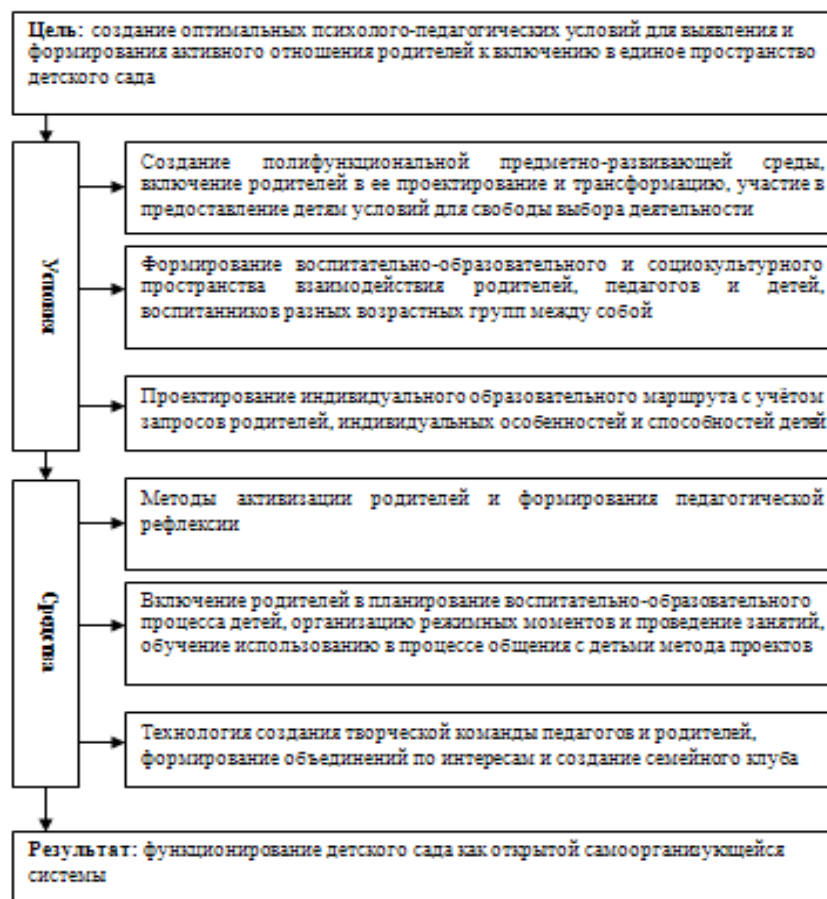 Цель: создание оптимальных психолого-педагогических условий для выявления и
формирования активного отношения родителей к включению в единое пространство
детского сада
Условия
Создание полифункциональной предметно-развивающей среды,
включение родителей в ее проектирование и трансформацию, участие в
предоставление детям условий для свободы выбора деятельности
Формирование воспитательно-образовательного и социокультурного
пространства взаимодействия родителей, педагогов и детей,
воспитанников разных возрастных групп между собой
Проектирование индивидуального образовательного маршрута с учётом
запросов родителей, индивидуальных особенностей и способностей детей
Средства
Методы активизации родителей и формирования педагогической
рефлексии
Включение родителей в планирование воспитательно-образовательного
процесса детей, организацию режимных моментов и проведение занятий,
обучение использованию в процессе общения с детьми метода проектов
Технология создания творческой команды педагогов и родителей,
формирование объединений по интересам и создание семейного клуба
Результат: функционирование детского сада как открытой самоорганизующейся
системы